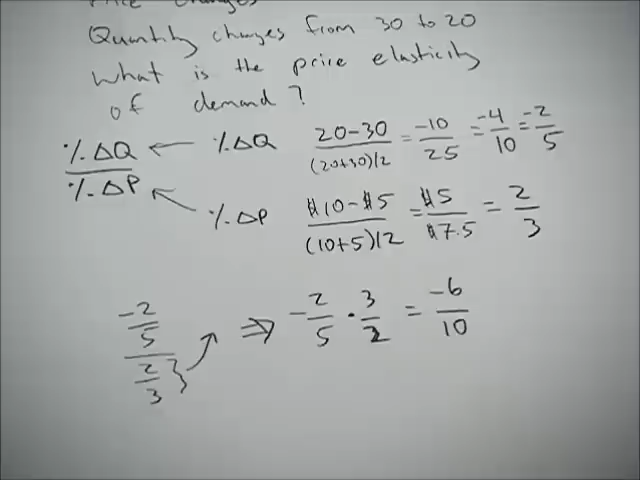 Price changes
Quantity changes from 30 to 20
What is the price elasticity
of demand?
%ΔQ ← %ΔQ (20-30)/((20+30)/2) = -10/25 = -4/10 = -2/5
%ΔP ← %ΔP ($10-$5)/((10+5)/2) = $5/$7.5 = 2/3
(-2/5)/(2/3) ⇒ -2/5 · 3/2 = -6/10